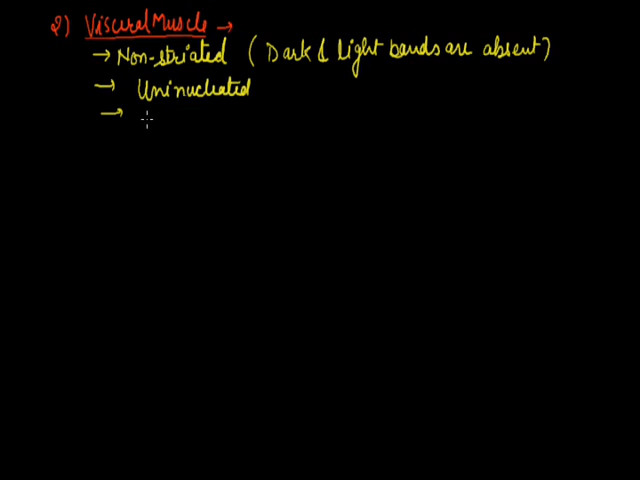 2) Visceral Muscle →
→ Non-striated ( Dark & light bands are absent )
→ Uninucleated
→